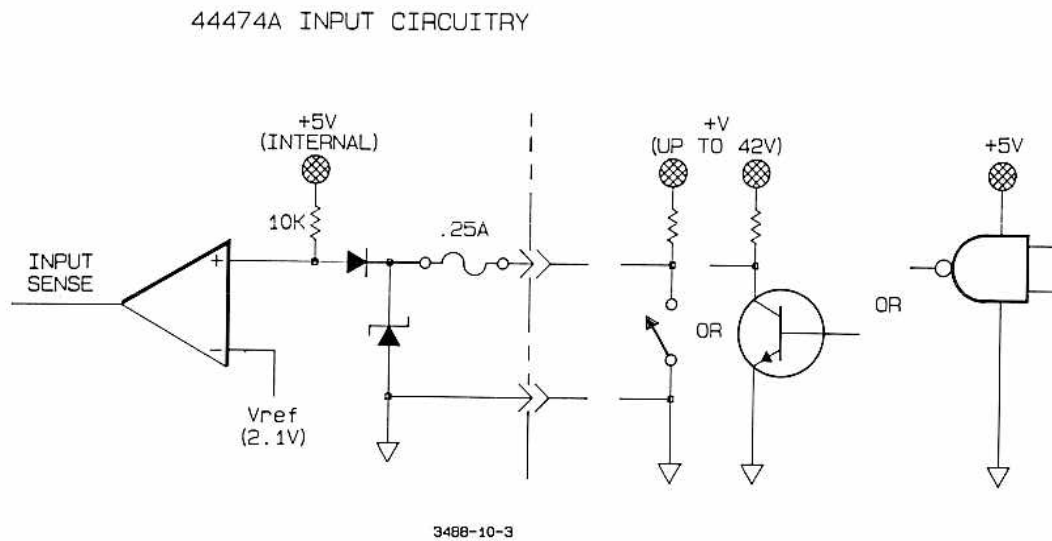 44474A INPUT CIRCUITRY
+5V
(INTERNAL)
+V
(UP TO 42V)
+5V
10K
.25A
INPUT
SENSE
+
−
OR
OR
Vref
(2.1V)
3488-10-3